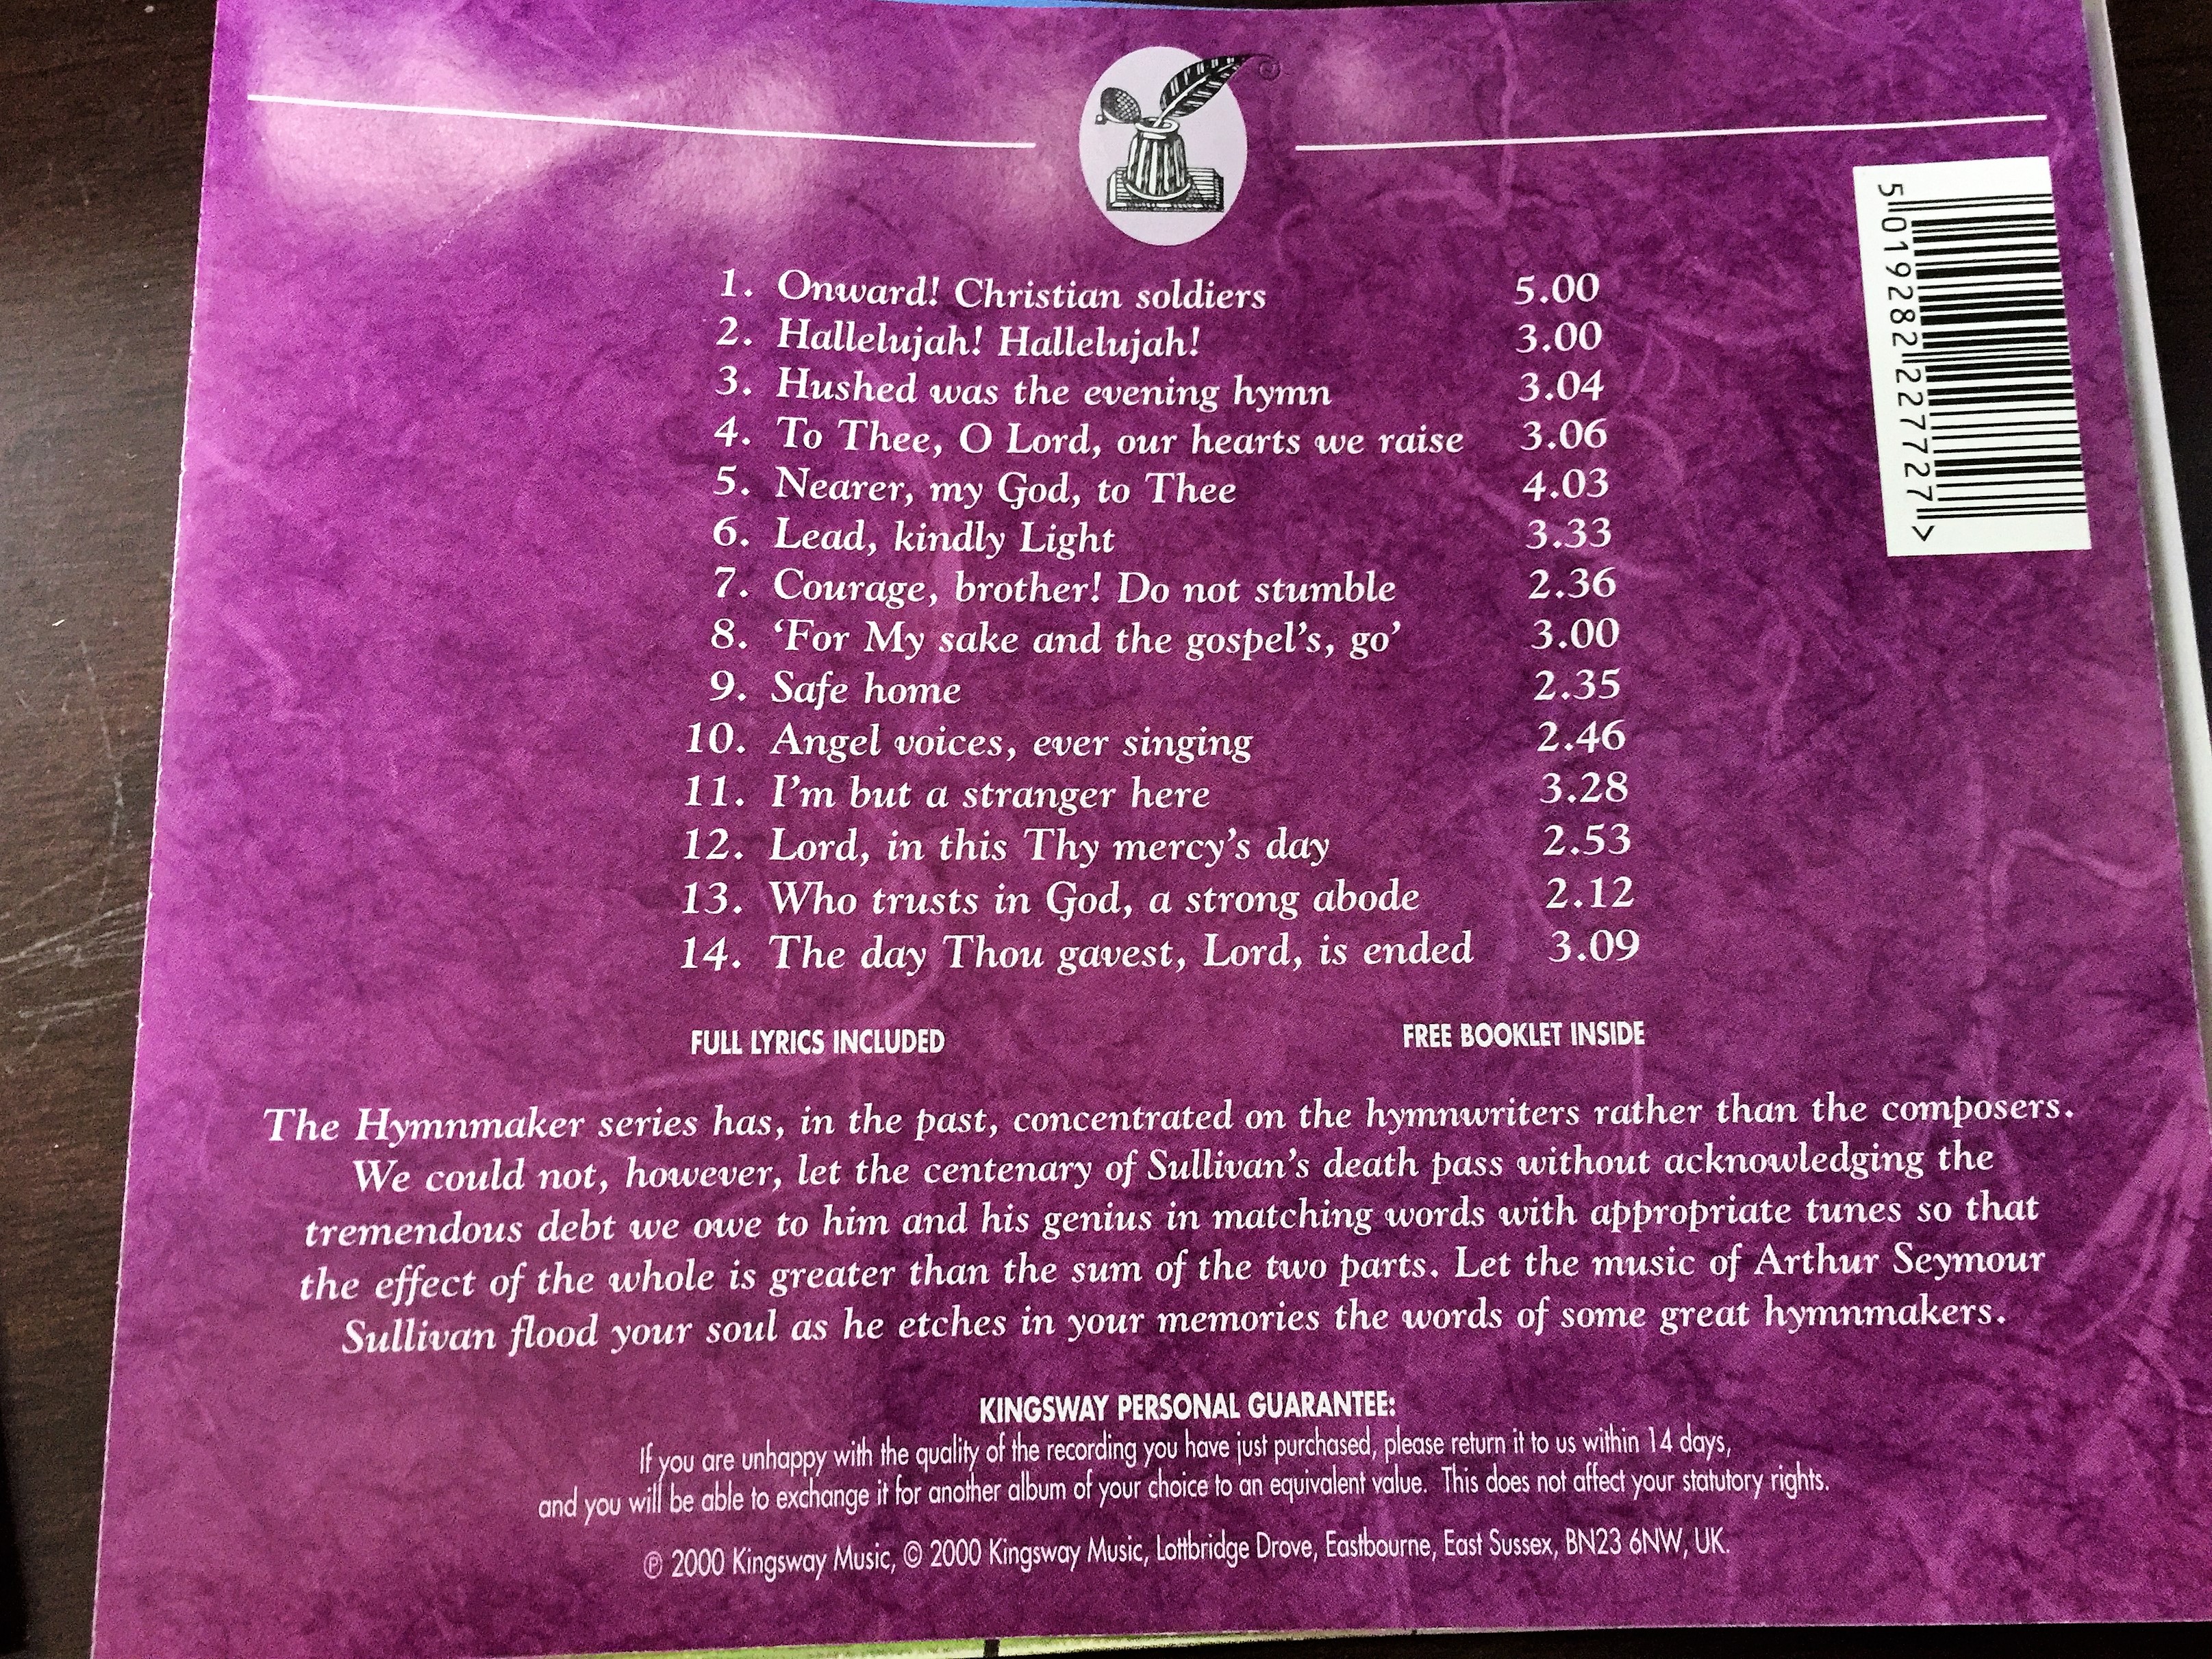 1. Onward! Christian soldiers 5.00
2. Hallelujah! Hallelujah! 3.00
3. Hushed was the evening hymn 3.04
4. To Thee, O Lord, our hearts we raise 3.06
5. Nearer, my God, to Thee 4.03
6. Lead, kindly Light 3.33
7. Courage, brother! Do not stumble 2.36
8. ‘For My sake and the gospel’s, go’ 3.00
9. Safe home 2.35
10. Angel voices, ever singing 2.46
11. I’m but a stranger here 3.28
12. Lord, in this Thy mercy’s day 2.53
13. Who trusts in God, a strong abode 2.12
14. The day Thou gavest, Lord, is ended 3.09
5 019282 227727 >
FULL LYRICS INCLUDED FREE BOOKLET INSIDE
The Hymnmaker series has, in the past, concentrated on the hymnwriters rather than the composers.
We could not, however, let the centenary of Sullivan’s death pass without acknowledging the
tremendous debt we owe to him and his genius in matching words with appropriate tunes so that
the effect of the whole is greater than the sum of the two parts. Let the music of Arthur Seymour
Sullivan flood your soul as he etches in your memories the words of some great hymnmakers.
KINGSWAY PERSONAL GUARANTEE:
If you are unhappy with the quality of the recording you have just purchased, please return it to us within 14 days,
and you will be able to exchange it for another album of your choice to an equivalent value. This does not affect your statutory rights.
℗ 2000 Kingsway Music, © 2000 Kingsway Music, Lottbridge Drove, Eastbourne, East Sussex, BN23 6NW, UK.